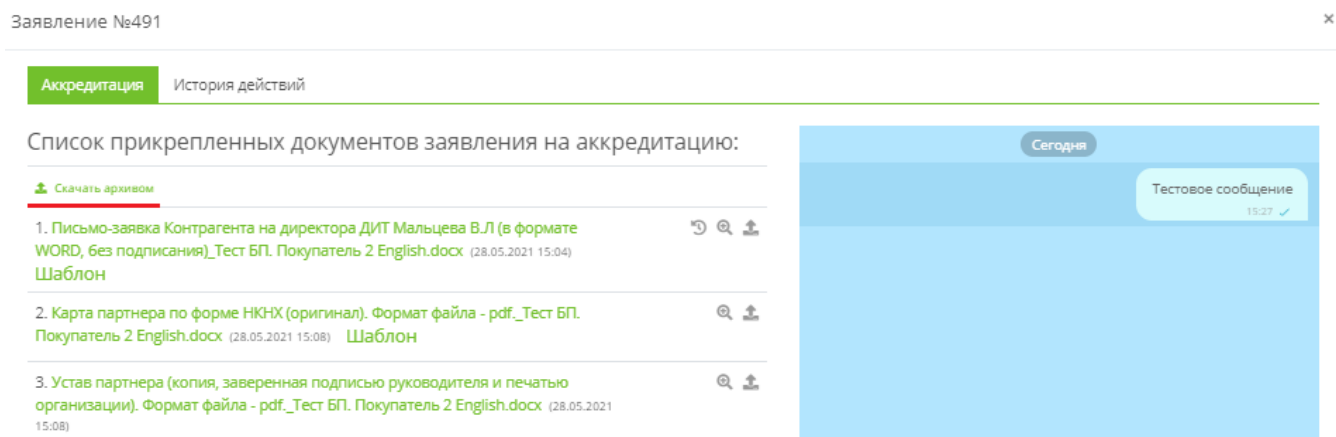 Заявление №491
×
Аккредитация История действий
Список прикрепленных документов заявления на аккредитацию:
Скачать архивом
1. Письмо-заявка Контрагента на директора ДИТ Мальцева В.Л (в формате
WORD, без подписания)_Тест БП. Покупатель 2 English.docx (28.05.2021 15:04)
Шаблон
2. Карта партнера по форме НКНХ (оригинал). Формат файла - pdf._Тест БП.
Покупатель 2 English.docx (28.05.2021 15:08) Шаблон
3. Устав партнера (копия, заверенная подписью руководителя и печатью
организации). Формат файла - pdf._Тест БП. Покупатель 2 English.docx (28.05.2021
15:08)
Сегодня
Тестовое сообщение
15:27